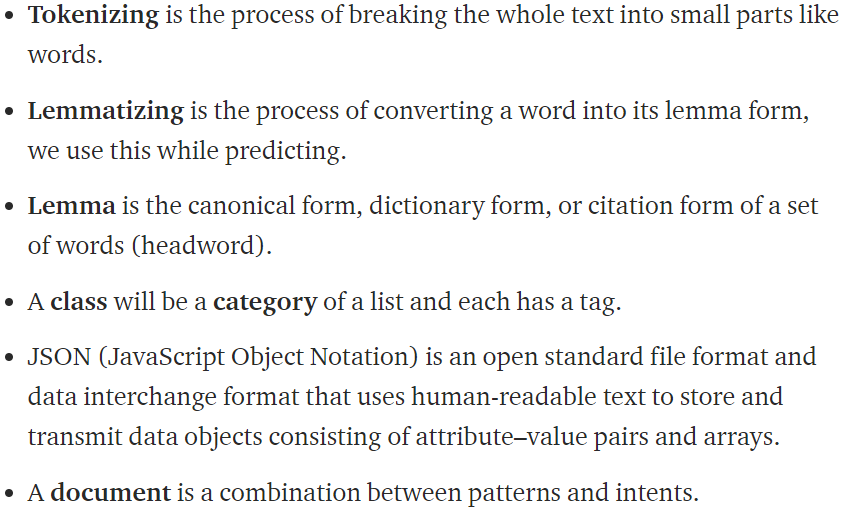 • Tokenizing is the process of breaking the whole text into small parts like
words.
• Lemmatizing is the process of converting a word into its lemma form,
we use this while predicting.
• Lemma is the canonical form, dictionary form, or citation form of a set
of words (headword).
• A class will be a category of a list and each has a tag.
• JSON (JavaScript Object Notation) is an open standard file format and
data interchange format that uses human-readable text to store and
transmit data objects consisting of attribute–value pairs and arrays.
• A document is a combination between patterns and intents.